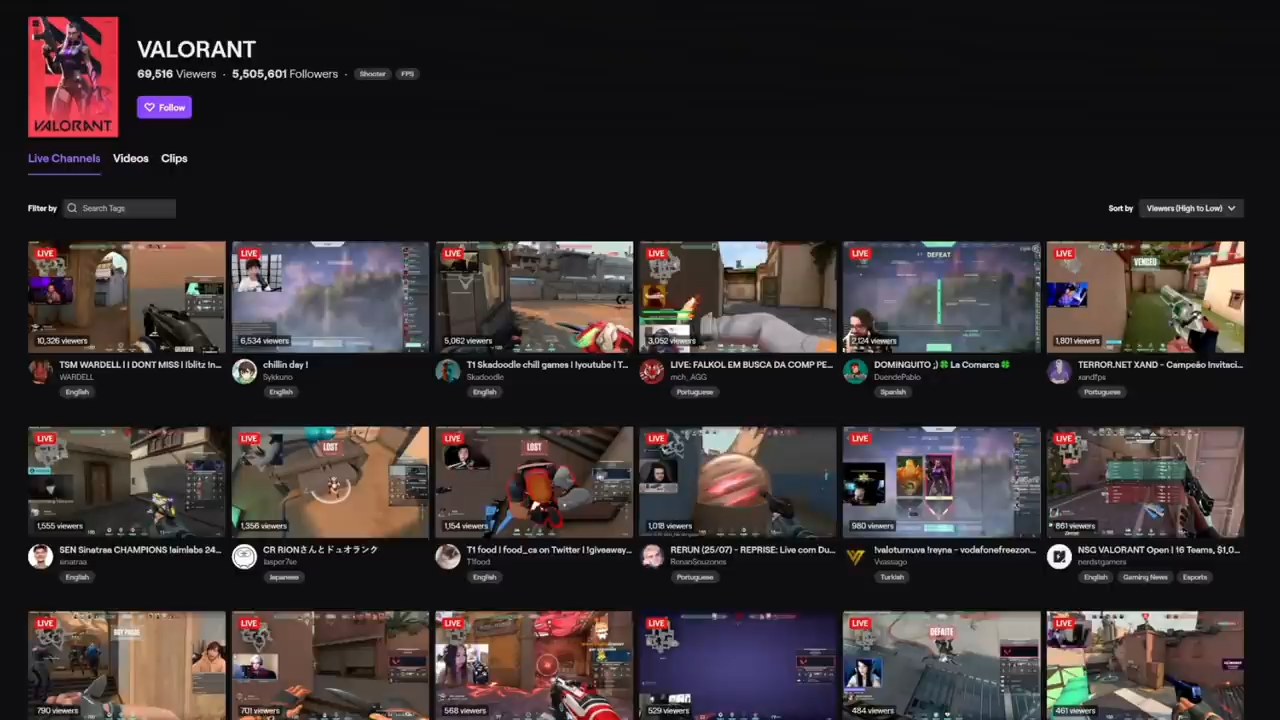 VALORANT
VALORANT
69,516 Viewers · 5,505,601 Followers · Shooter FPS
Follow
Live Channels Videos Clips
Filter by Search Tags
Sort by Viewers (High to Low)
LIVE LIVE LIVE LIVE LIVE LIVE
DEFEAT
VENCEU
10,326 viewers 6,534 viewers 5,062 viewers 3,052 viewers 2,124 viewers 1,801 viewers
TSM WARDELL I I DONT MISS I !blitz In...
WARDELL
English
chillin day !
Sykkuno
English
T1 Skadoodle chill games I !youtube I T...
Skadoodle
English
LIVE: FALKOL EM BUSCA DA COMP PE...
mch_AGG
Portuguese
DOMINGUITO ;)🍀La Comarca🍀
DuendePablo
Spanish
TERROR.NET XAND - Campeão Invitaci...
xandfps
Portuguese
LIVE LIVE LIVE LIVE LIVE LIVE
LOST
LOST
1,555 viewers 1,356 viewers 1,154 viewers 1,018 viewers 980 viewers 861 viewers
SEN Sinatraa CHAMPIONS !aimlabs 24...
sinatraa
English
CR RIONさんとデュオランク
lasper7se
Japanese
T1 food I food_ca on Twitter I !giveaway...
T1food
English
RERUN (25/07) - REPRISE: Live com Du...
RenanSouzones
Portuguese
!valoturnuva !reyna - vodafonefreezon...
Turkish
NSG VALORANT Open | 16 Teams, $1,0...
nerdstgamers
English Gaming News Esports
LIVE LIVE LIVE LIVE LIVE LIVE
BUY PHASE
DEFAITE
790 viewers 701 viewers 568 viewers 529 viewers 484 viewers 461 viewers